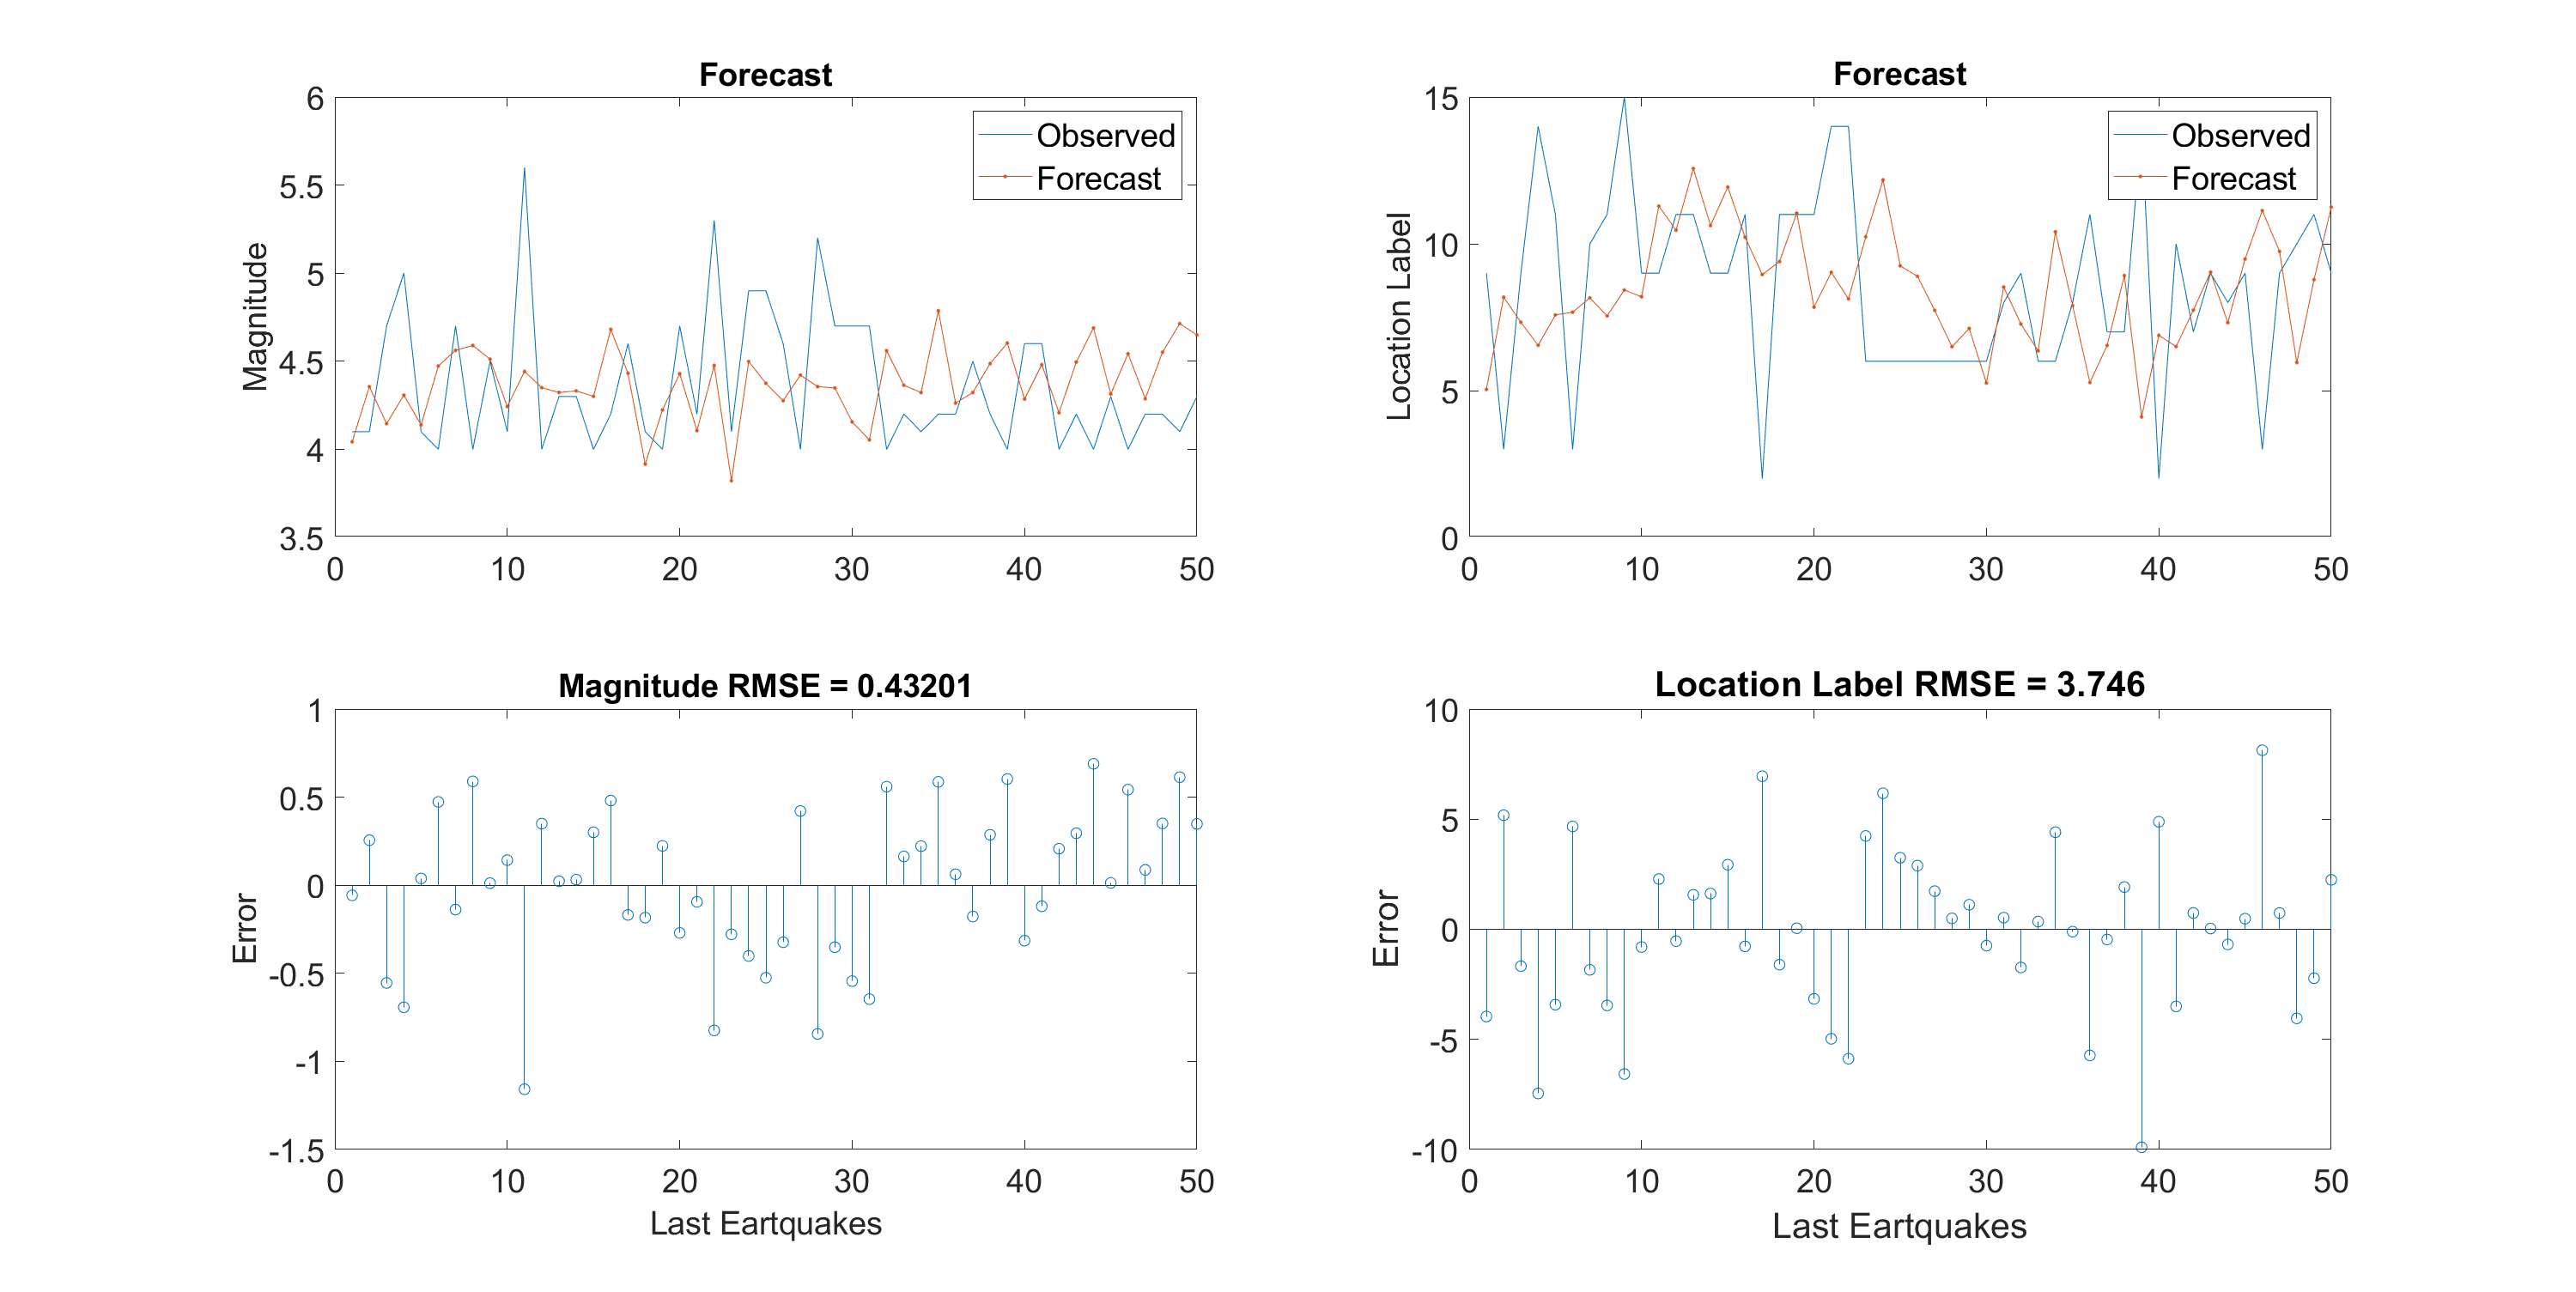 Forecast
6
5.5
5
4.5
4
3.5
Magnitude
Observed
Forecast
0 10 20 30 40 50
Forecast
15
10
5
0
Location Label
Observed
Forecast
0 10 20 30 40 50
Magnitude RMSE = 0.43201
1
0.5
0
-0.5
-1
-1.5
Error
0 10 20 30 40 50
Last Eartquakes
Location Label RMSE = 3.746
10
5
0
-5
-10
Error
0 10 20 30 40 50
Last Eartquakes